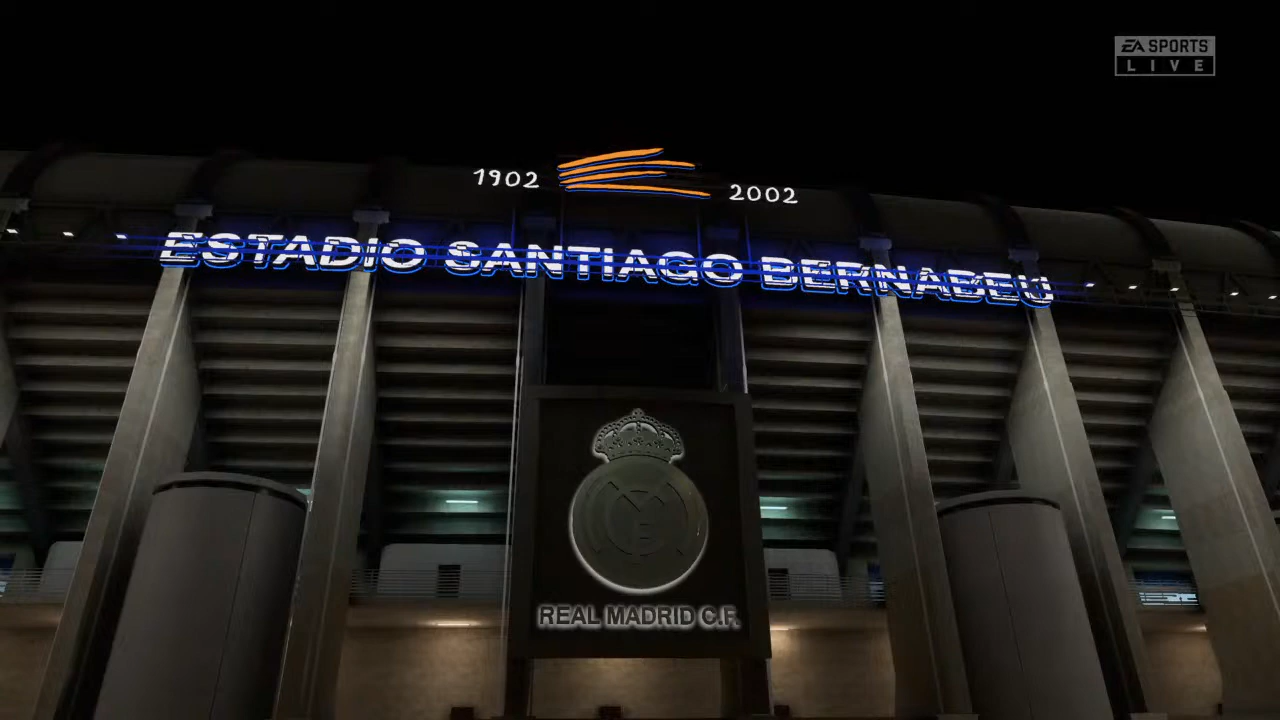 EA SPORTS
LIVE
1902 2002
ESTADIO SANTIAGO BERNABEU
REAL MADRID C.F.